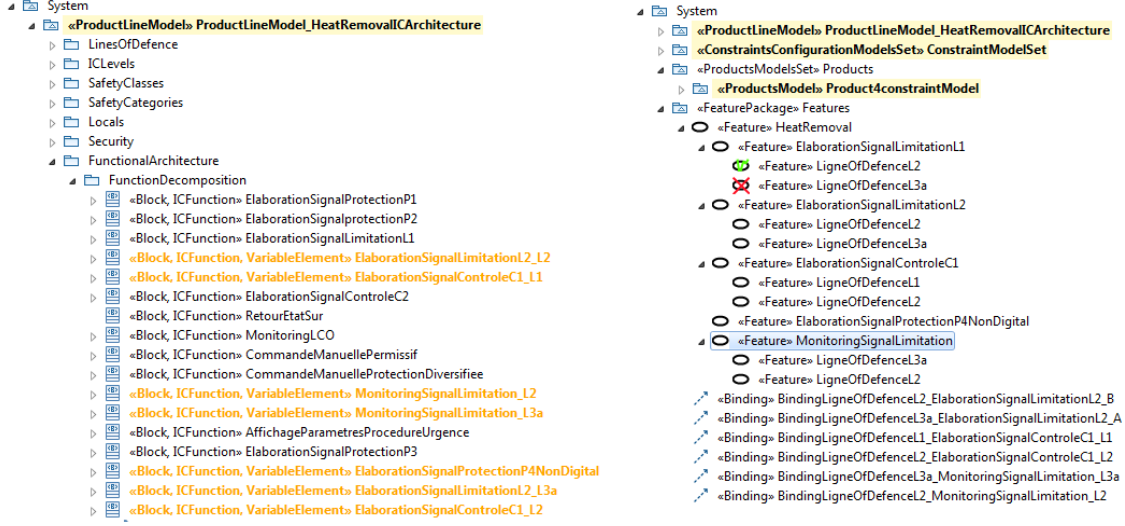 System
«ProductLineModel» ProductLineModel_HeatRemovalICArchitecture
LinesOfDefence
ICLevels
SafetyClasses
SafetyCategories
Locals
Security
FunctionalArchitecture
FunctionDecomposition
«Block, ICFunction» ElaborationSignalProtectionP1
«Block, ICFunction» ElaborationSignalprotectionP2
«Block, ICFunction» ElaborationSignalLimitationL1
«Block, ICFunction, VariableElement» ElaborationSignalLimitationL2_L2
«Block, ICFunction, VariableElement» ElaborationSignalControleC1_L1
«Block, ICFunction» ElaborationSignalControleC2
«Block, ICFunction» RetourEtatSur
«Block, ICFunction» MonitoringLCO
«Block, ICFunction» CommandeManuellePermissif
«Block, ICFunction» CommandeManuelleProtectionDiversifiee
«Block, ICFunction, VariableElement» MonitoringSignalLimitation_L2
«Block, ICFunction, VariableElement» MonitoringSignalLimitation_L3a
«Block, ICFunction» AffichageParametresProcedureUrgence
«Block, ICFunction» ElaborationSignalProtectionP3
«Block, ICFunction, VariableElement» ElaborationSignalProtectionP4NonDigital
«Block, ICFunction, VariableElement» ElaborationSignalLimitationL2_L3a
«Block, ICFunction, VariableElement» ElaborationSignalControleC1_L2
System
«ProductLineModel» ProductLineModel_HeatRemovalICArchitecture
«ConstraintsConfigurationModelsSet» ConstraintModelSet
«ProductsModelsSet» Products
«ProductsModel» Product4constraintModel
«FeaturePackage» Features
«Feature» HeatRemoval
«Feature» ElaborationSignalLimitationL1
«Feature» LigneOfDefenceL2
«Feature» LigneOfDefenceL3a
«Feature» ElaborationSignalLimitationL2
«Feature» LigneOfDefenceL2
«Feature» LigneOfDefenceL3a
«Feature» ElaborationSignalControleC1
«Feature» LigneOfDefenceL1
«Feature» LigneOfDefenceL2
«Feature» ElaborationSignalProtectionP4NonDigital
«Feature» MonitoringSignalLimitation
«Feature» LigneOfDefenceL3a
«Feature» LigneOfDefenceL2
«Binding» BindingLigneOfDefenceL2_ElaborationSignalLimitationL2_B
«Binding» BindingLigneOfDefenceL3a_ElaborationSignalLimitationL2_A
«Binding» BindingLigneOfDefenceL1_ElaborationSignalControleC1_L1
«Binding» BindingLigneOfDefenceL2_ElaborationSignalControleC1_L2
«Binding» BindingLigneOfDefenceL3a_MonitoringSignalLimitation_L3a
«Binding» BindingLigneOfDefenceL2_MonitoringSignalLimitation_L2